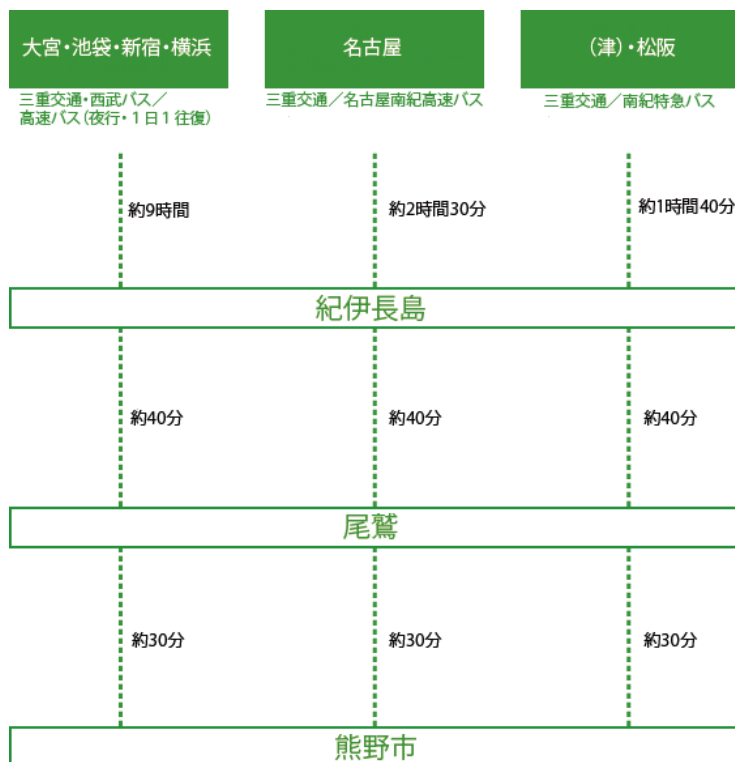 大宮・池袋・新宿・横浜
名古屋
(津)・松阪
三重交通・西武バス／
高速バス(夜行・1日1往復)
三重交通／名古屋南紀高速バス
三重交通／南紀特急バス
約9時間
約2時間30分
約1時間40分
紀伊長島
約40分
約40分
約40分
尾鷲
約30分
約30分
約30分
熊野市